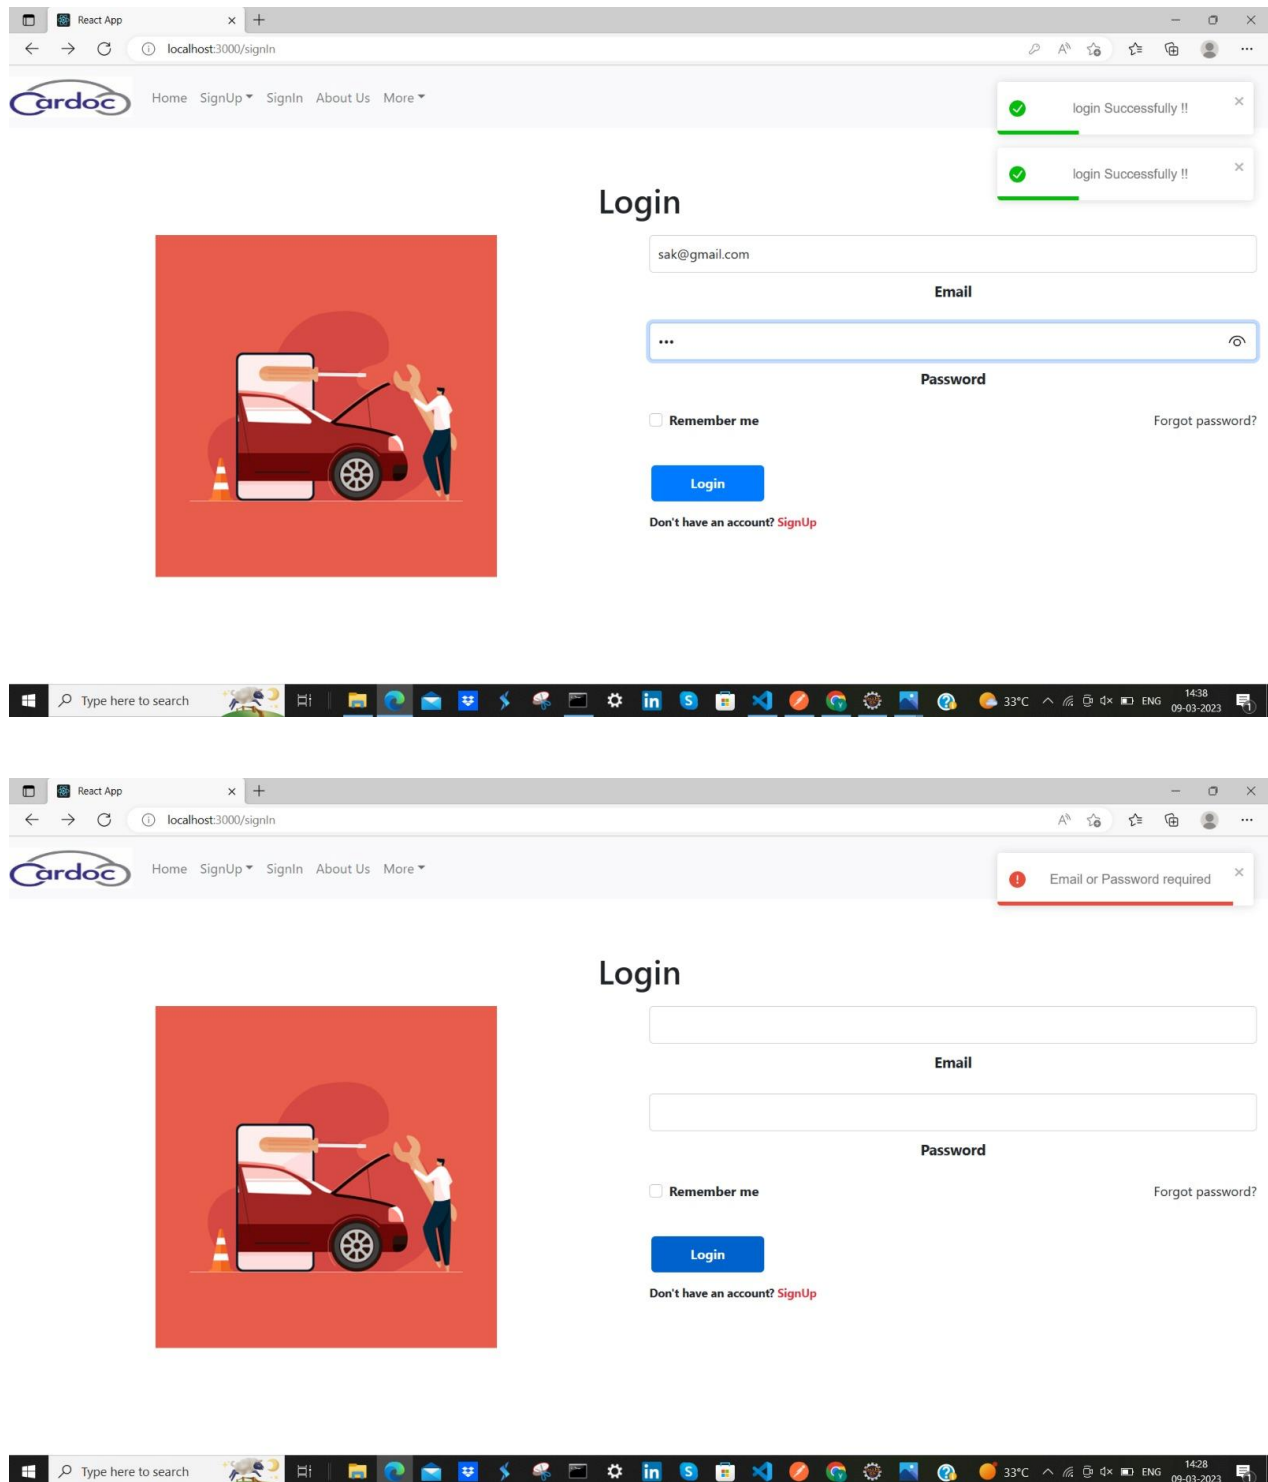 React App
localhost:3000/signIn
Cardoc Home SignUp SignIn About Us More
login Successfully !!
login Successfully !!
Login
sak@gmail.com
Email
•••
Password
Remember me Forgot password?
Login
Don't have an account? SignUp
Type here to search 33°C ENG 14:38
09-03-2023
React App
localhost:3000/signIn
Cardoc Home SignUp SignIn About Us More
Email or Password required
Login
Email
Password
Remember me Forgot password?
Login
Don't have an account? SignUp
Type here to search 33°C ENG 14:28
09-03-2023